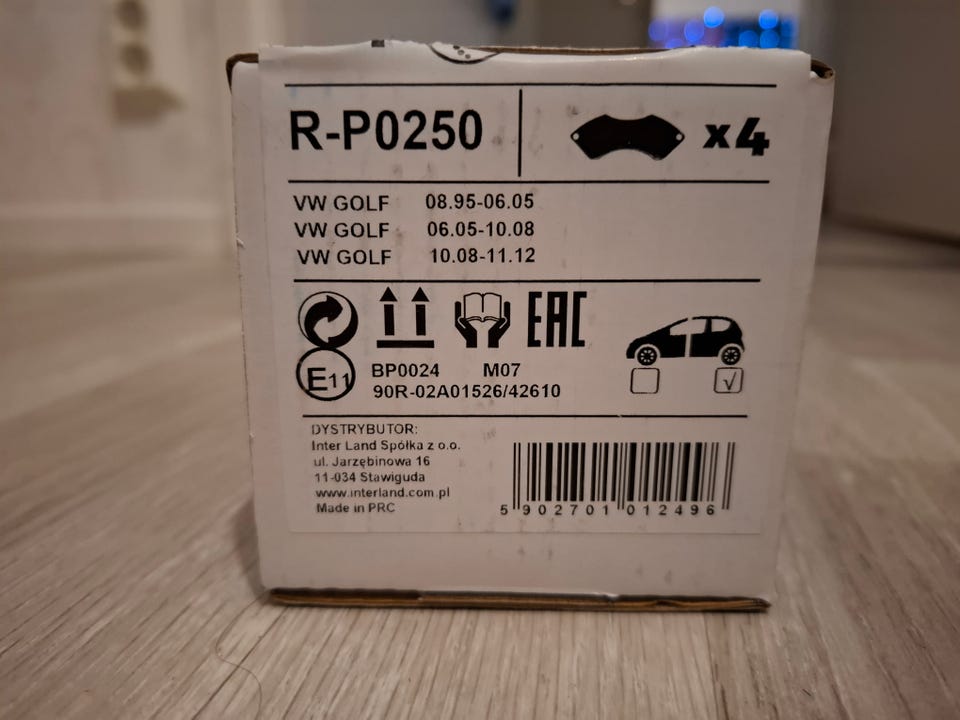 R-P0250
x4
VW GOLF 08.95-06.05
VW GOLF 06.05-10.08
VW GOLF 10.08-11.12
EAC
E11
BP0024 M07
90R-02A01526/42610
√
DYSTRYBUTOR:
Inter Land Spółka z o.o.
ul. Jarzębinowa 16
11-034 Stawiguda
www.interland.com.pl
Made in PRC
5 902701 012496